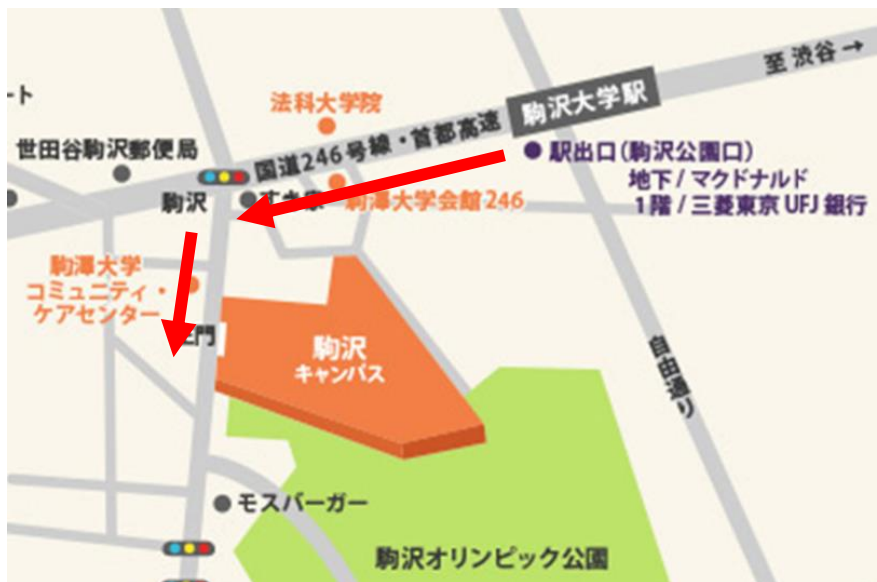 至 渋谷 →
駒沢大学駅
ート
法科大学院
国道246号線・首都高速
世田谷駒沢郵便局
駅出口(駒沢公園口)
地下 / マクドナルド
1階 / 三菱東京UFJ銀行
駒沢
駒澤大学会館246
駒澤大学
コミュニティ・
ケアセンター
門
駒沢
キャンパス
自由通り
モスバーガー
駒沢オリンピック公園